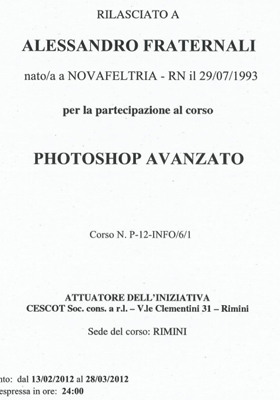 RILASCIATO A
ALESSANDRO FRATERNALI
nato/a a NOVAFELTRIA - RN il 29/07/1993
per la partecipazione al corso
PHOTOSHOP AVANZATO
Corso N. P-12-INFO/6/1
ATTUATORE DELL'INIZIATIVA
CESCOT Soc. cons. a r.l. – V.le Clementini 31 – Rimini
Sede del corso: RIMINI
nto: dal 13/02/2012 al 28/03/2012
espressa in ore: 24:00